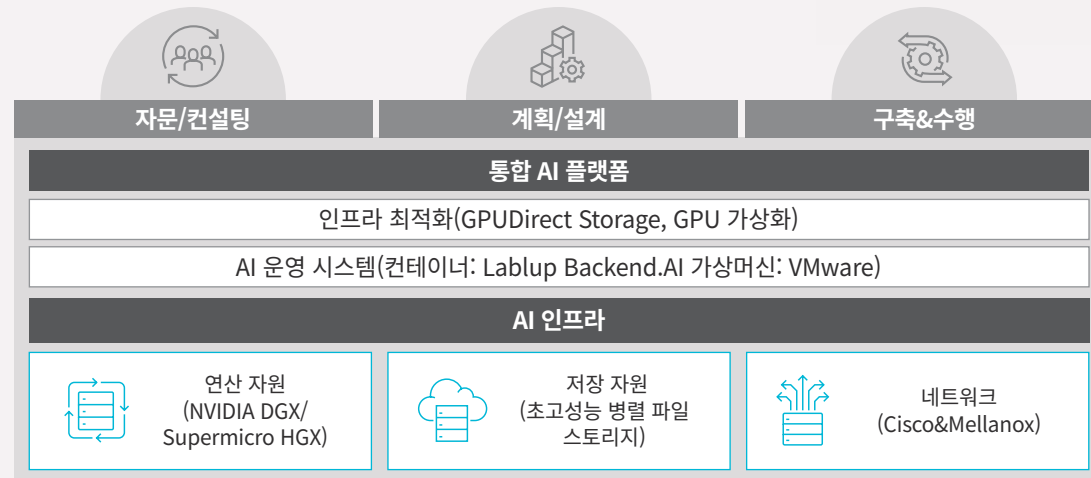 자문/컨설팅
계획/설계
구축&수행
통합 AI 플랫폼
인프라 최적화(GPUDirect Storage, GPU 가상화)
AI 운영 시스템(컨테이너: Lablup Backend.AI 가상머신: VMware)
AI 인프라
연산 자원
(NVIDIA DGX/
Supermicro HGX)
저장 자원
(초고성능 병렬 파일
스토리지)
네트워크
(Cisco&Mellanox)